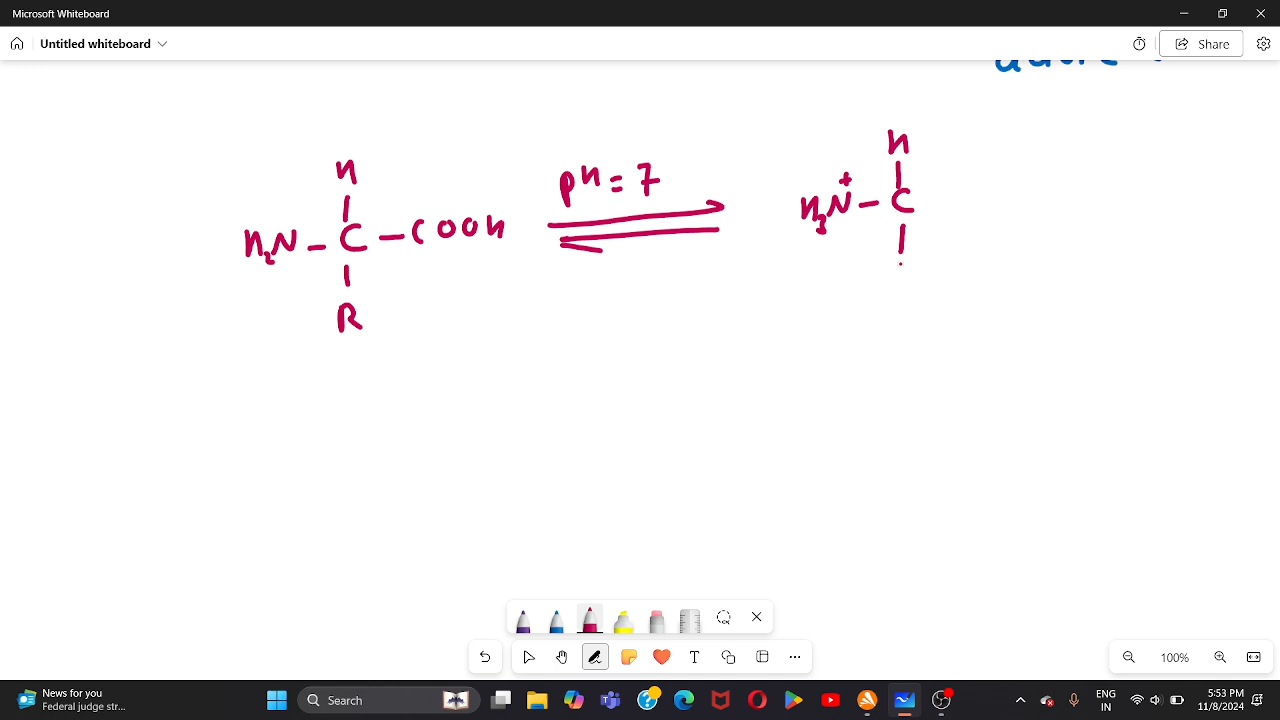 Microsoft Whiteboard
Untitled whiteboard
Share
H
H
pH = 7
H₃N⁺ – C
H₂N – C – COOH
R
100%
News for you
Federal judge str...
Search
ENG
IN
5:53 PM
11/8/2024